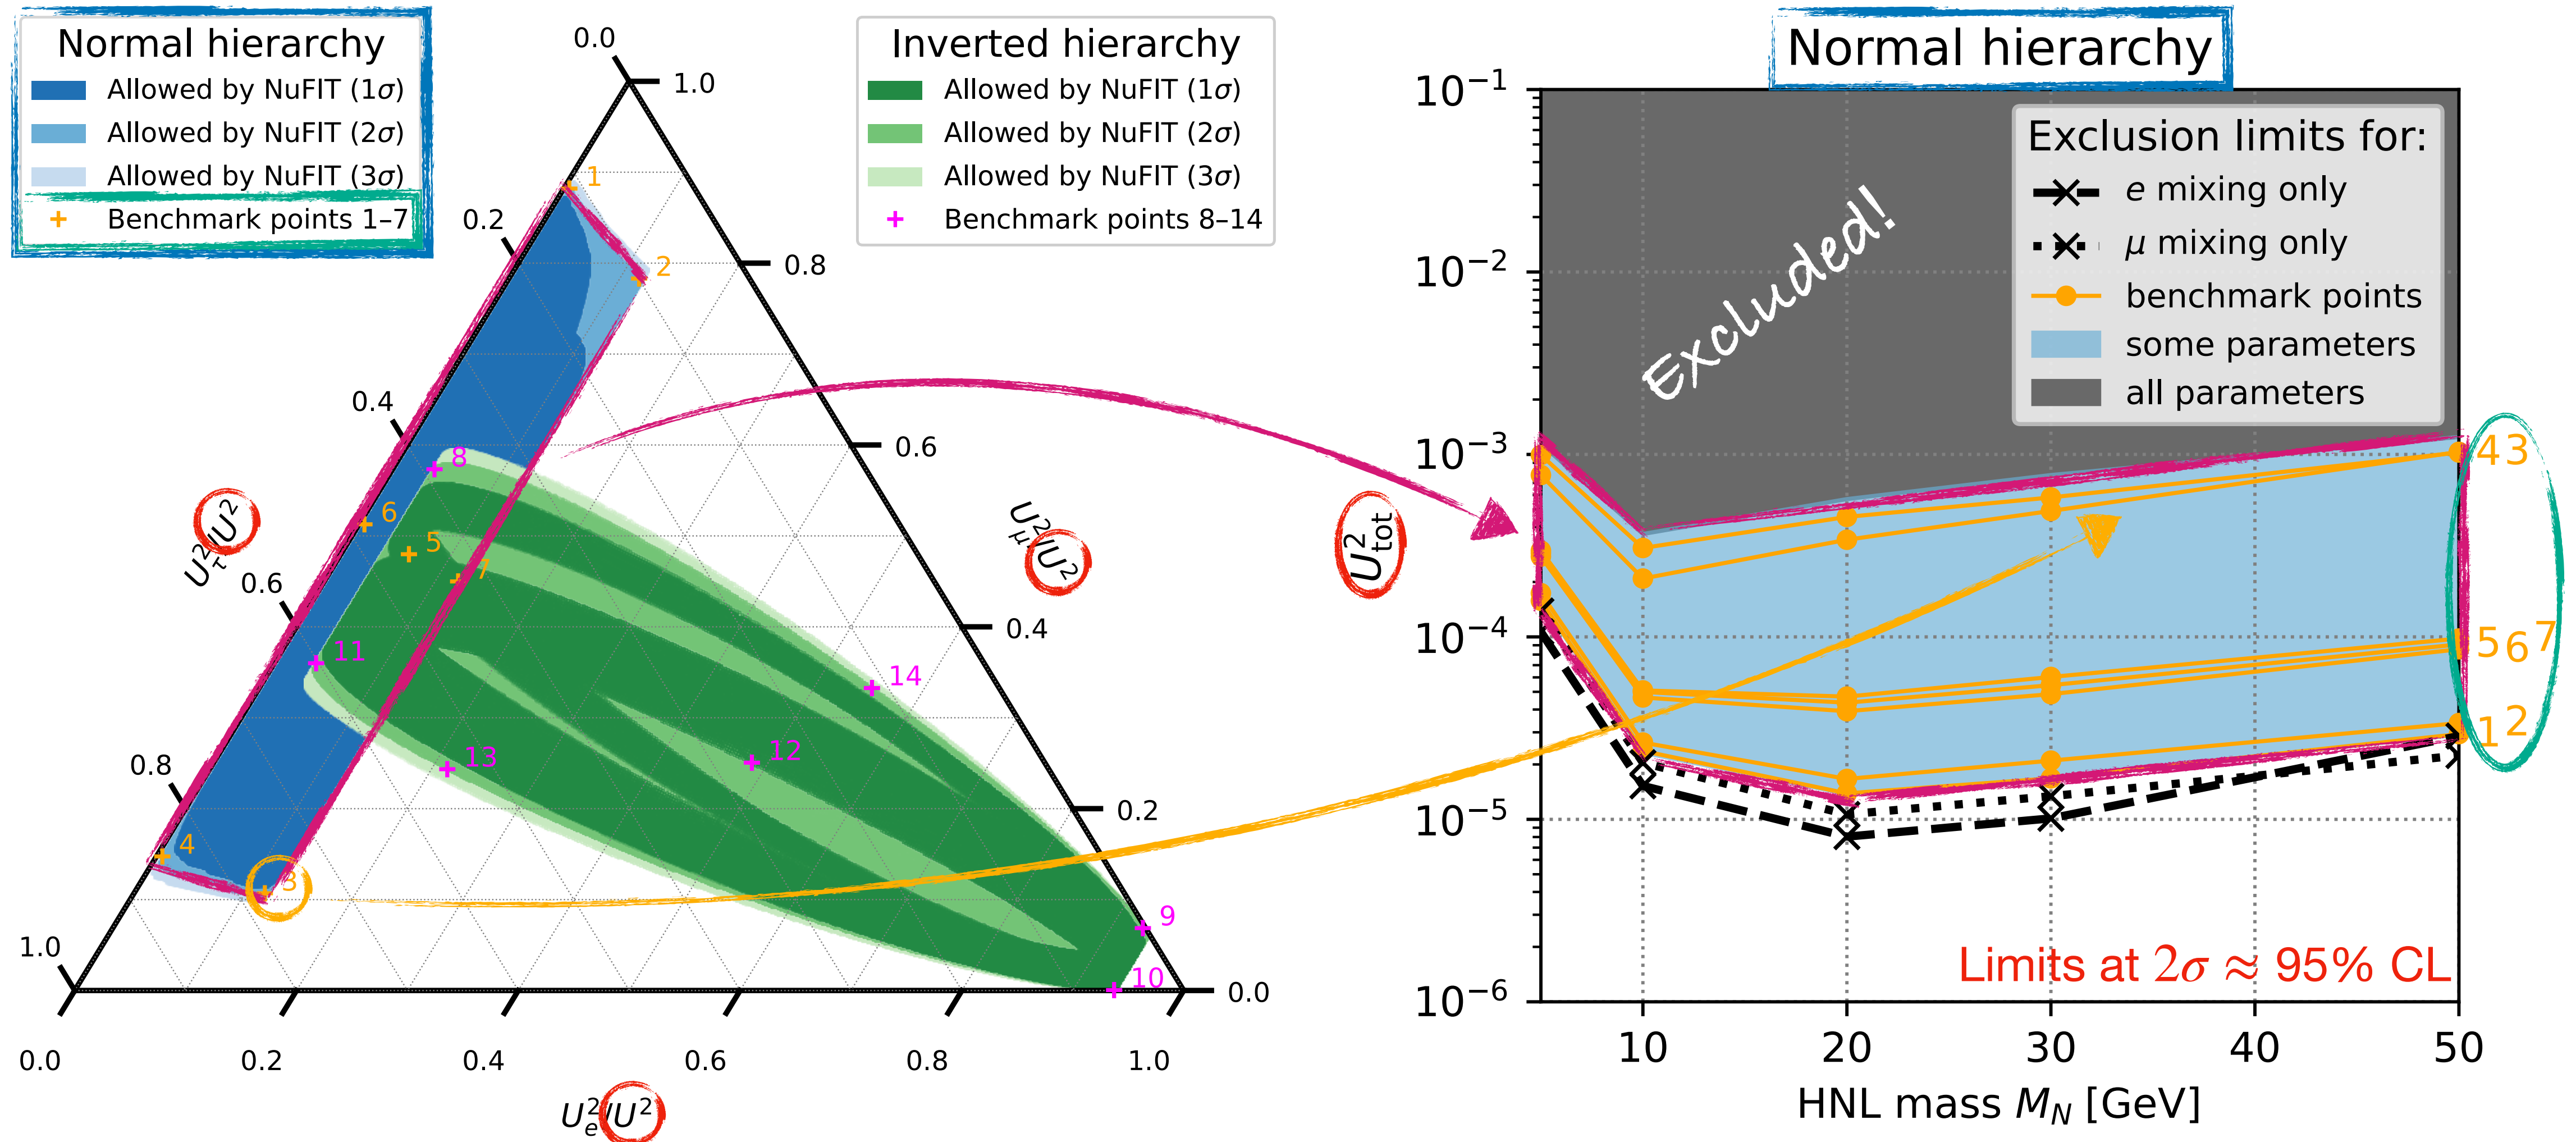 Normal hierarchy
Allowed by NuFIT (1σ)
Allowed by NuFIT (2σ)
Allowed by NuFIT (3σ)
Benchmark points 1–7
Inverted hierarchy
Allowed by NuFIT (1σ)
Allowed by NuFIT (2σ)
Allowed by NuFIT (3σ)
Benchmark points 8–14
0.0
0.2
0.4
0.6
0.8
1.0
U_τ²/U²
1.0
0.8
0.6
0.4
0.2
0.0
U_μ²/U²
0.0 0.2 0.4 0.6 0.8 1.0
U_e²/U²
1
2
8
6
5
7
11
14
13
12
4
3
9
10
Normal hierarchy
Exclusion limits for:
e mixing only
μ mixing only
benchmark points
some parameters
all parameters
Excluded!
10⁻¹
10⁻²
10⁻³
10⁻⁴
10⁻⁵
10⁻⁶
U²_tot
43
567
12
Limits at 2σ ≈ 95% CL
10 20 30 40 50
HNL mass M_N [GeV]